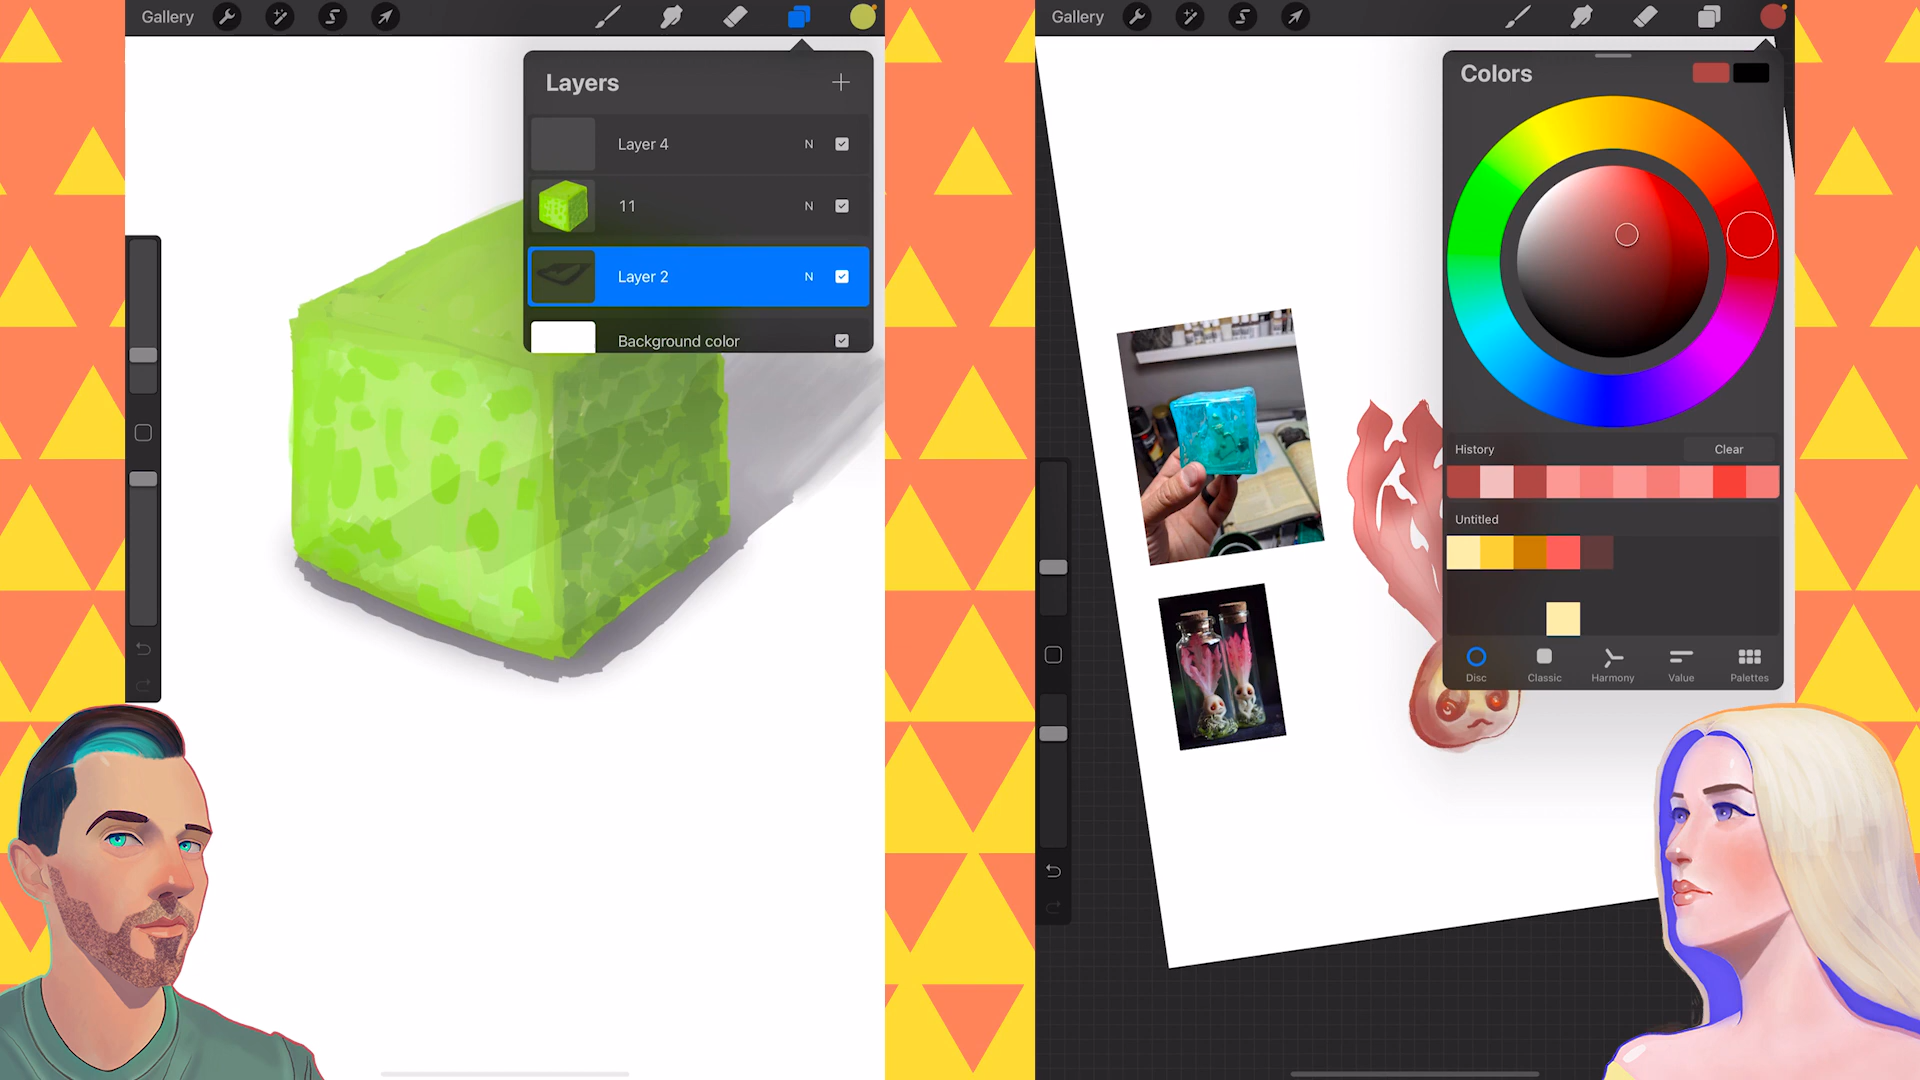 Gallery
Layers
Layer 4 N
11 N
Layer 2 N
Background color
Gallery
Colors
History Clear
Untitled
Disc Classic Harmony Value Palettes